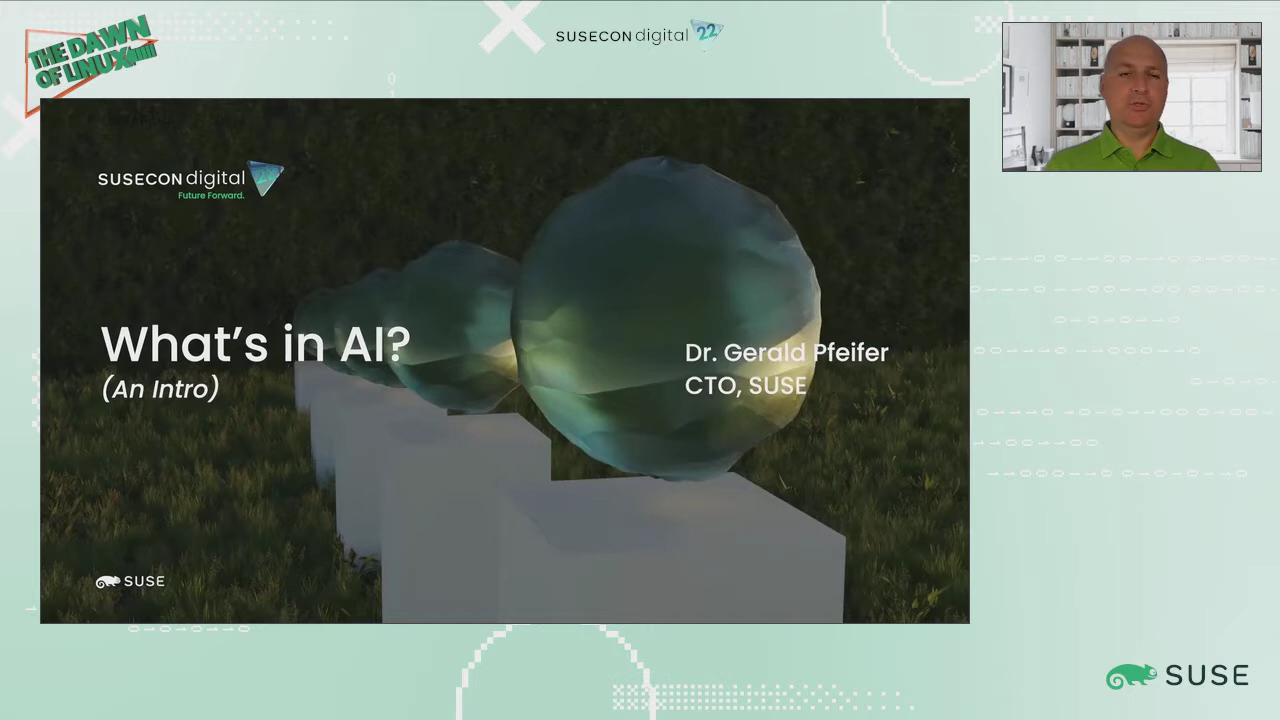 THE DAWN
OF LINUX
SUSECON digital 22
SUSECON digital
Future Forward.
What's in AI?
(An Intro)
Dr. Gerald Pfeifer
CTO, SUSE
SUSE
SUSE